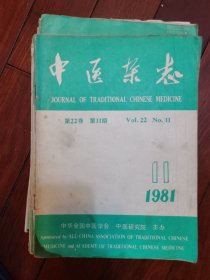 中医杂志
JOURNAL OF TRADITIONAL CHINESE MEDICINE
第22卷 第11期 Vol. 22 No. 11
11
1981
中华全国中医学会 中医研究院 主办
Sponsored by ALL-CHINA ASSOCIATION OF TRADITIONAL CHINESE
MEDICINE and ACADEMY OF TRADITIONAL CHINESE MEDICINE